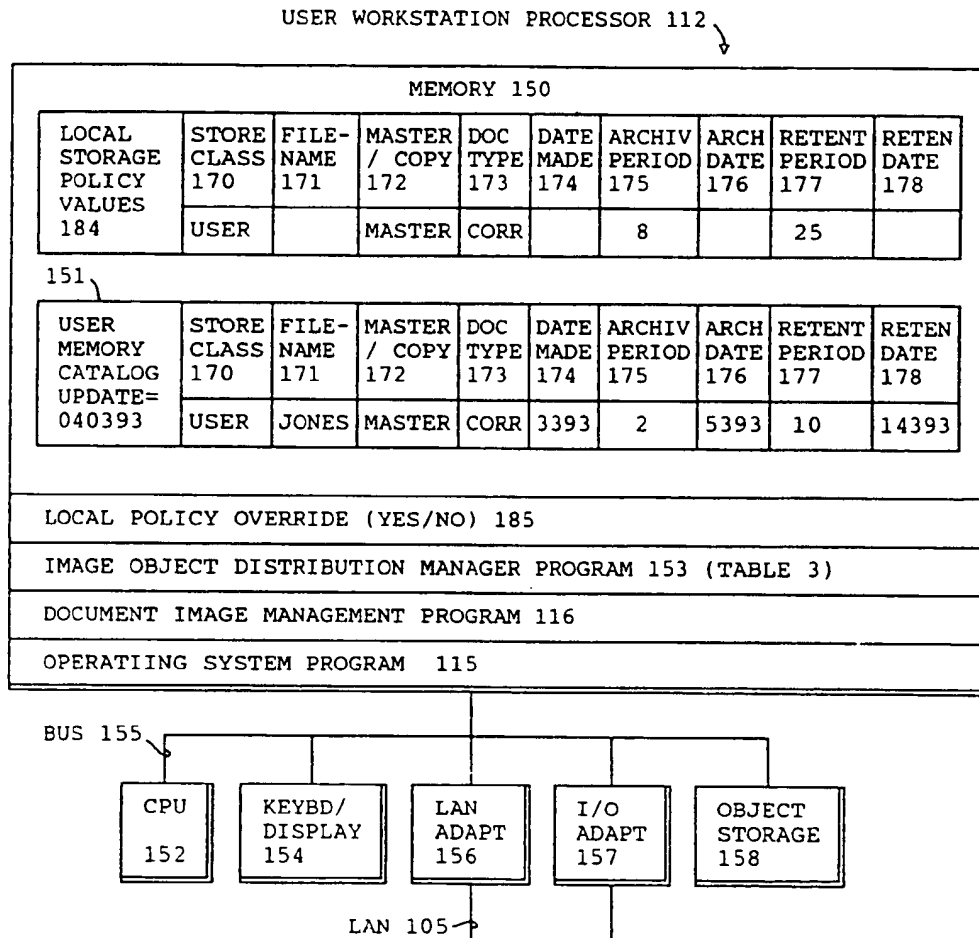 USER WORKSTATION PROCESSOR 112
MEMORY 150
LOCAL STORAGE POLICY VALUES 184
STORE CLASS 170
FILE- NAME 171
MASTER / COPY 172
DOC TYPE 173
DATE MADE 174
ARCHIV PERIOD 175
ARCH DATE 176
RETENT PERIOD 177
RETEN DATE 178
USER MASTER CORR 8 25
151
USER MEMORY CATALOG UPDATE= 040393
STORE CLASS 170
FILE- NAME 171
MASTER / COPY 172
DOC TYPE 173
DATE MADE 174
ARCHIV PERIOD 175
ARCH DATE 176
RETENT PERIOD 177
RETEN DATE 178
USER JONES MASTER CORR 3393 2 5393 10 14393
LOCAL POLICY OVERRIDE (YES/NO) 185
IMAGE OBJECT DISTRIBUTION MANAGER PROGRAM 153 (TABLE 3)
DOCUMENT IMAGE MANAGEMENT PROGRAM 116
OPERATIING SYSTEM PROGRAM 115
BUS 155
CPU 152
KEYBD/ DISPLAY 154
LAN ADAPT 156
I/O ADAPT 157
OBJECT STORAGE 158
LAN 105